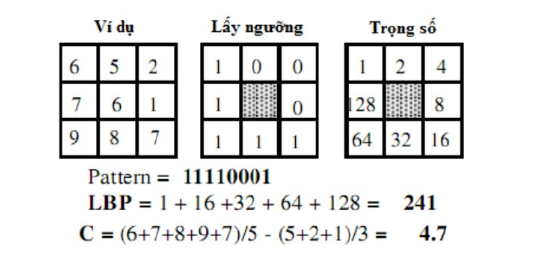 Ví dụ Lấy ngưỡng Trọng số
6 5 2 1 0 0 1 2 4
7 6 1 1 0 128 8
9 8 7 1 1 1 64 32 16
Pattern = 11110001
LBP = 1 + 16 +32 + 64 + 128 = 241
C = (6+7+8+9+7)/5 - (5+2+1)/3 = 4.7